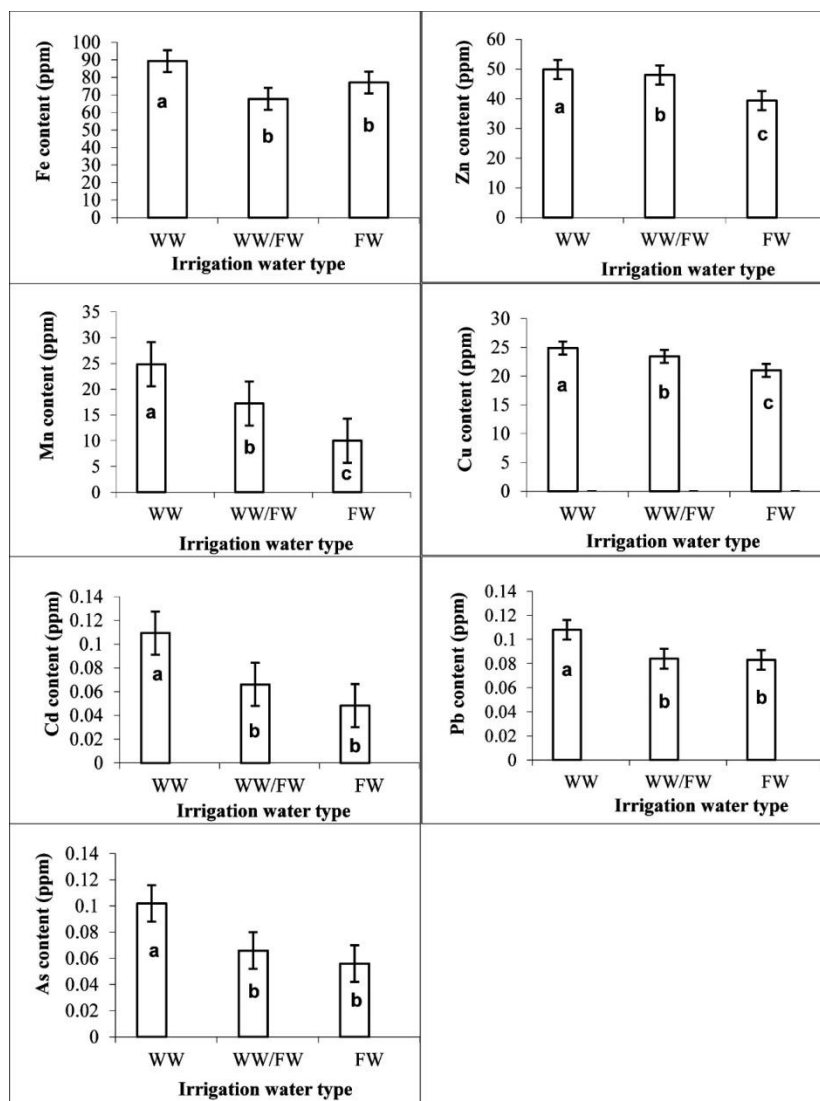 Fe content (ppm)
100
90
80
70
60
50
40
30
20
10
0
a
b
b
WW
WW/FW
FW
Irrigation water type
Zn content (ppm)
60
50
40
30
20
10
0
a
b
c
WW
WW/FW
FW
Irrigation water type
Mn content (ppm)
35
30
25
20
15
10
5
0
a
b
c
WW
WW/FW
FW
Irrigation water type
Cu content (ppm)
30
25
20
15
10
5
0
a
b
c
WW
WW/FW
FW
Irrigation water type
Cd content (ppm)
0.14
0.12
0.1
0.08
0.06
0.04
0.02
0
a
b
b
WW
WW/FW
FW
Irrigation water type
Pb content (ppm)
0.14
0.12
0.1
0.08
0.06
0.04
0.02
0
a
b
b
WW
WW/FW
FW
Irrigation water type
As content (ppm)
0.14
0.12
0.1
0.08
0.06
0.04
0.02
0
a
b
b
WW
WW/FW
FW
Irrigation water type